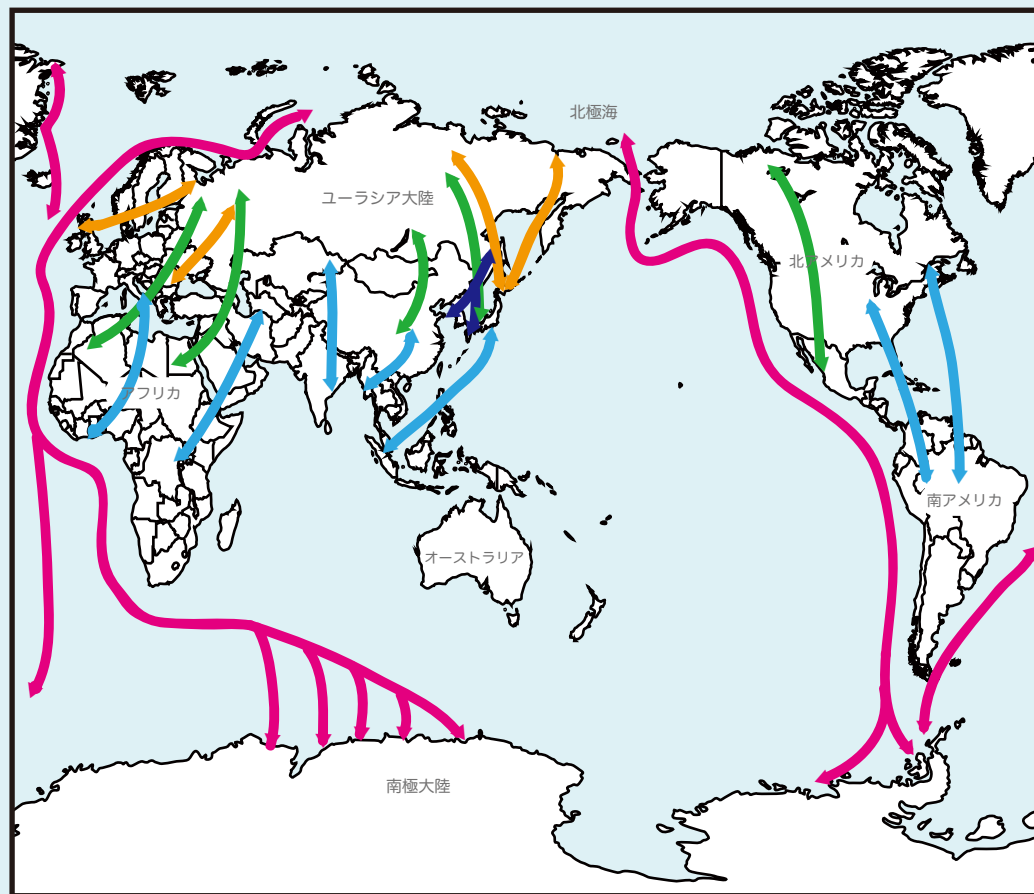 北極海
ユーラシア大陸
北アメリカ
アフリカ
南アメリカ
オーストラリア
南極大陸